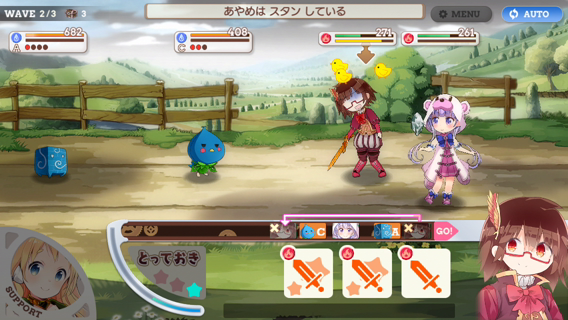 WAVE 2/3 3
あやめは スタン している
MENU
AUTO
682
A
408
C
271
261
C
A
GO!
とっておき
SUPPORT